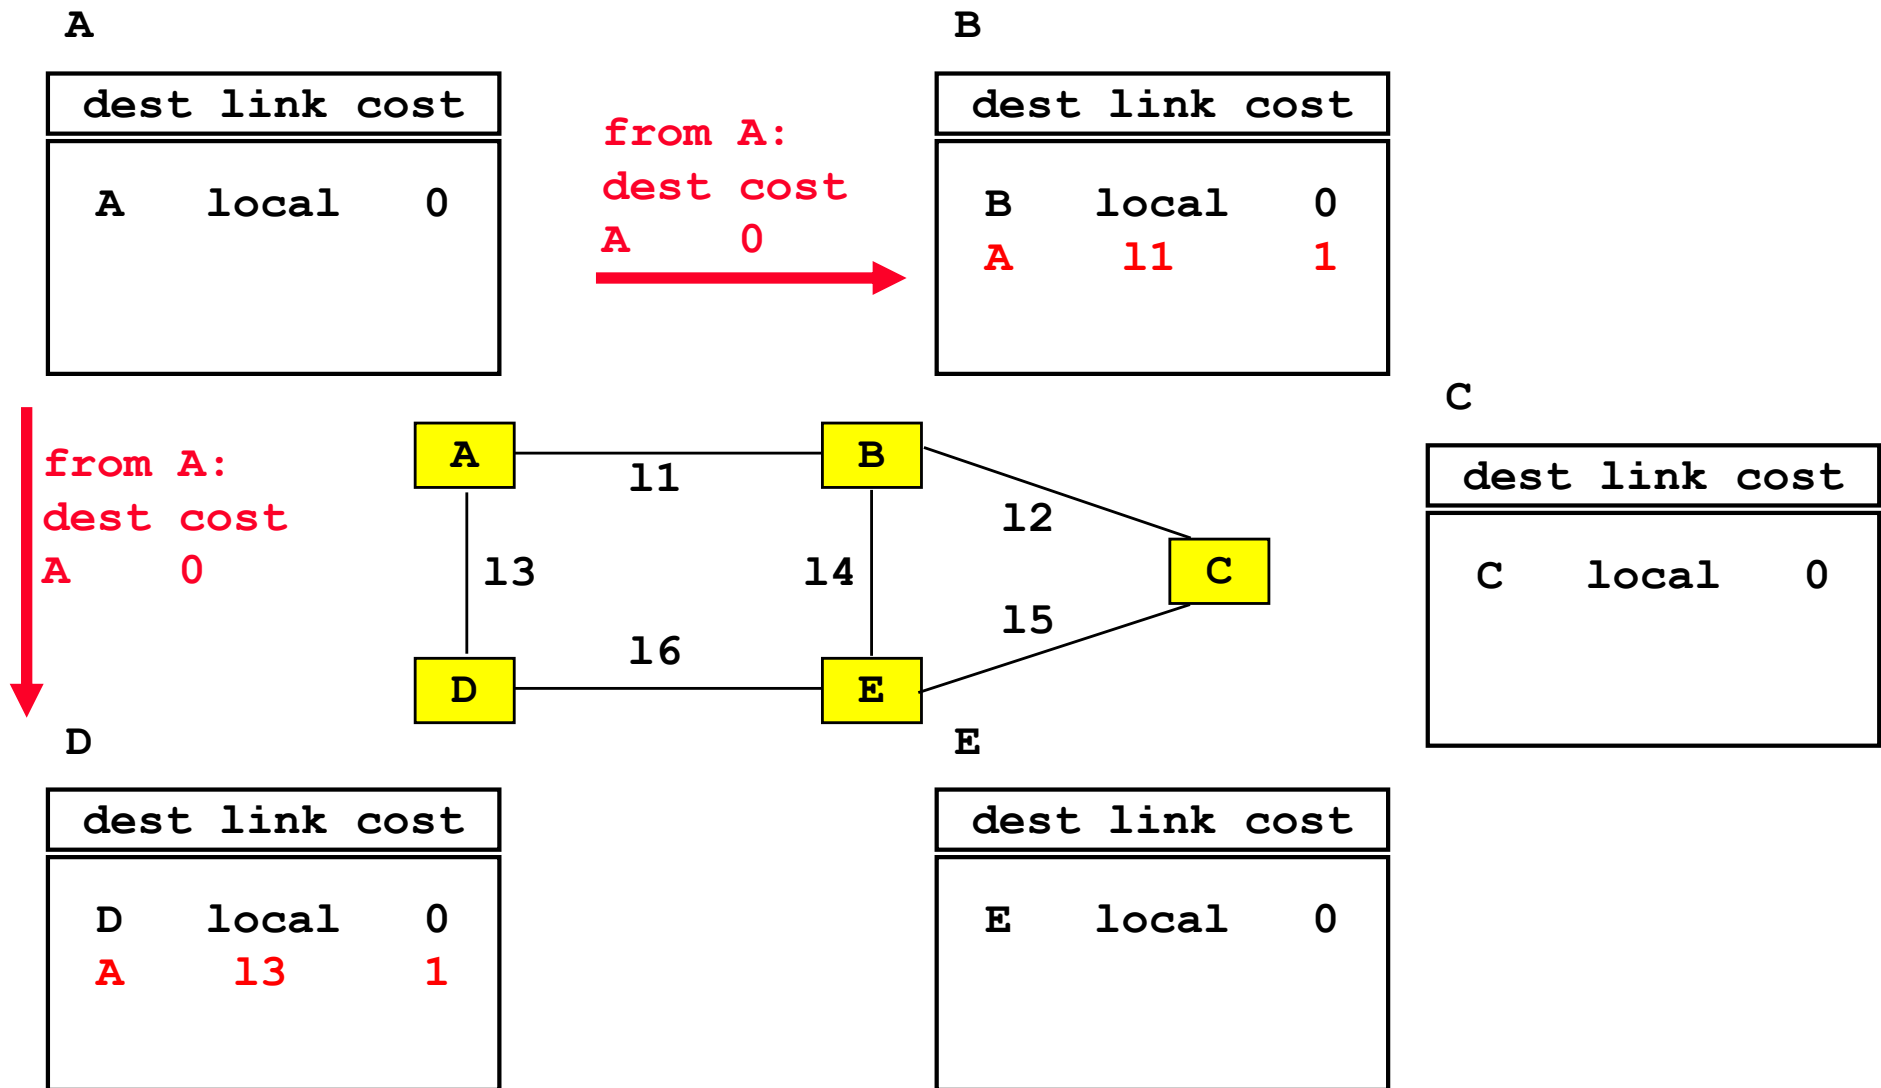 A
dest link cost
A local 0
from A:
dest cost
A 0
B
dest link cost
B local 0
A l1 1
from A:
dest cost
A 0
A
B
l1
l2
C
l3
l4
l5
l6
D
E
C
dest link cost
C local 0
D
dest link cost
D local 0
A l3 1
E
dest link cost
E local 0